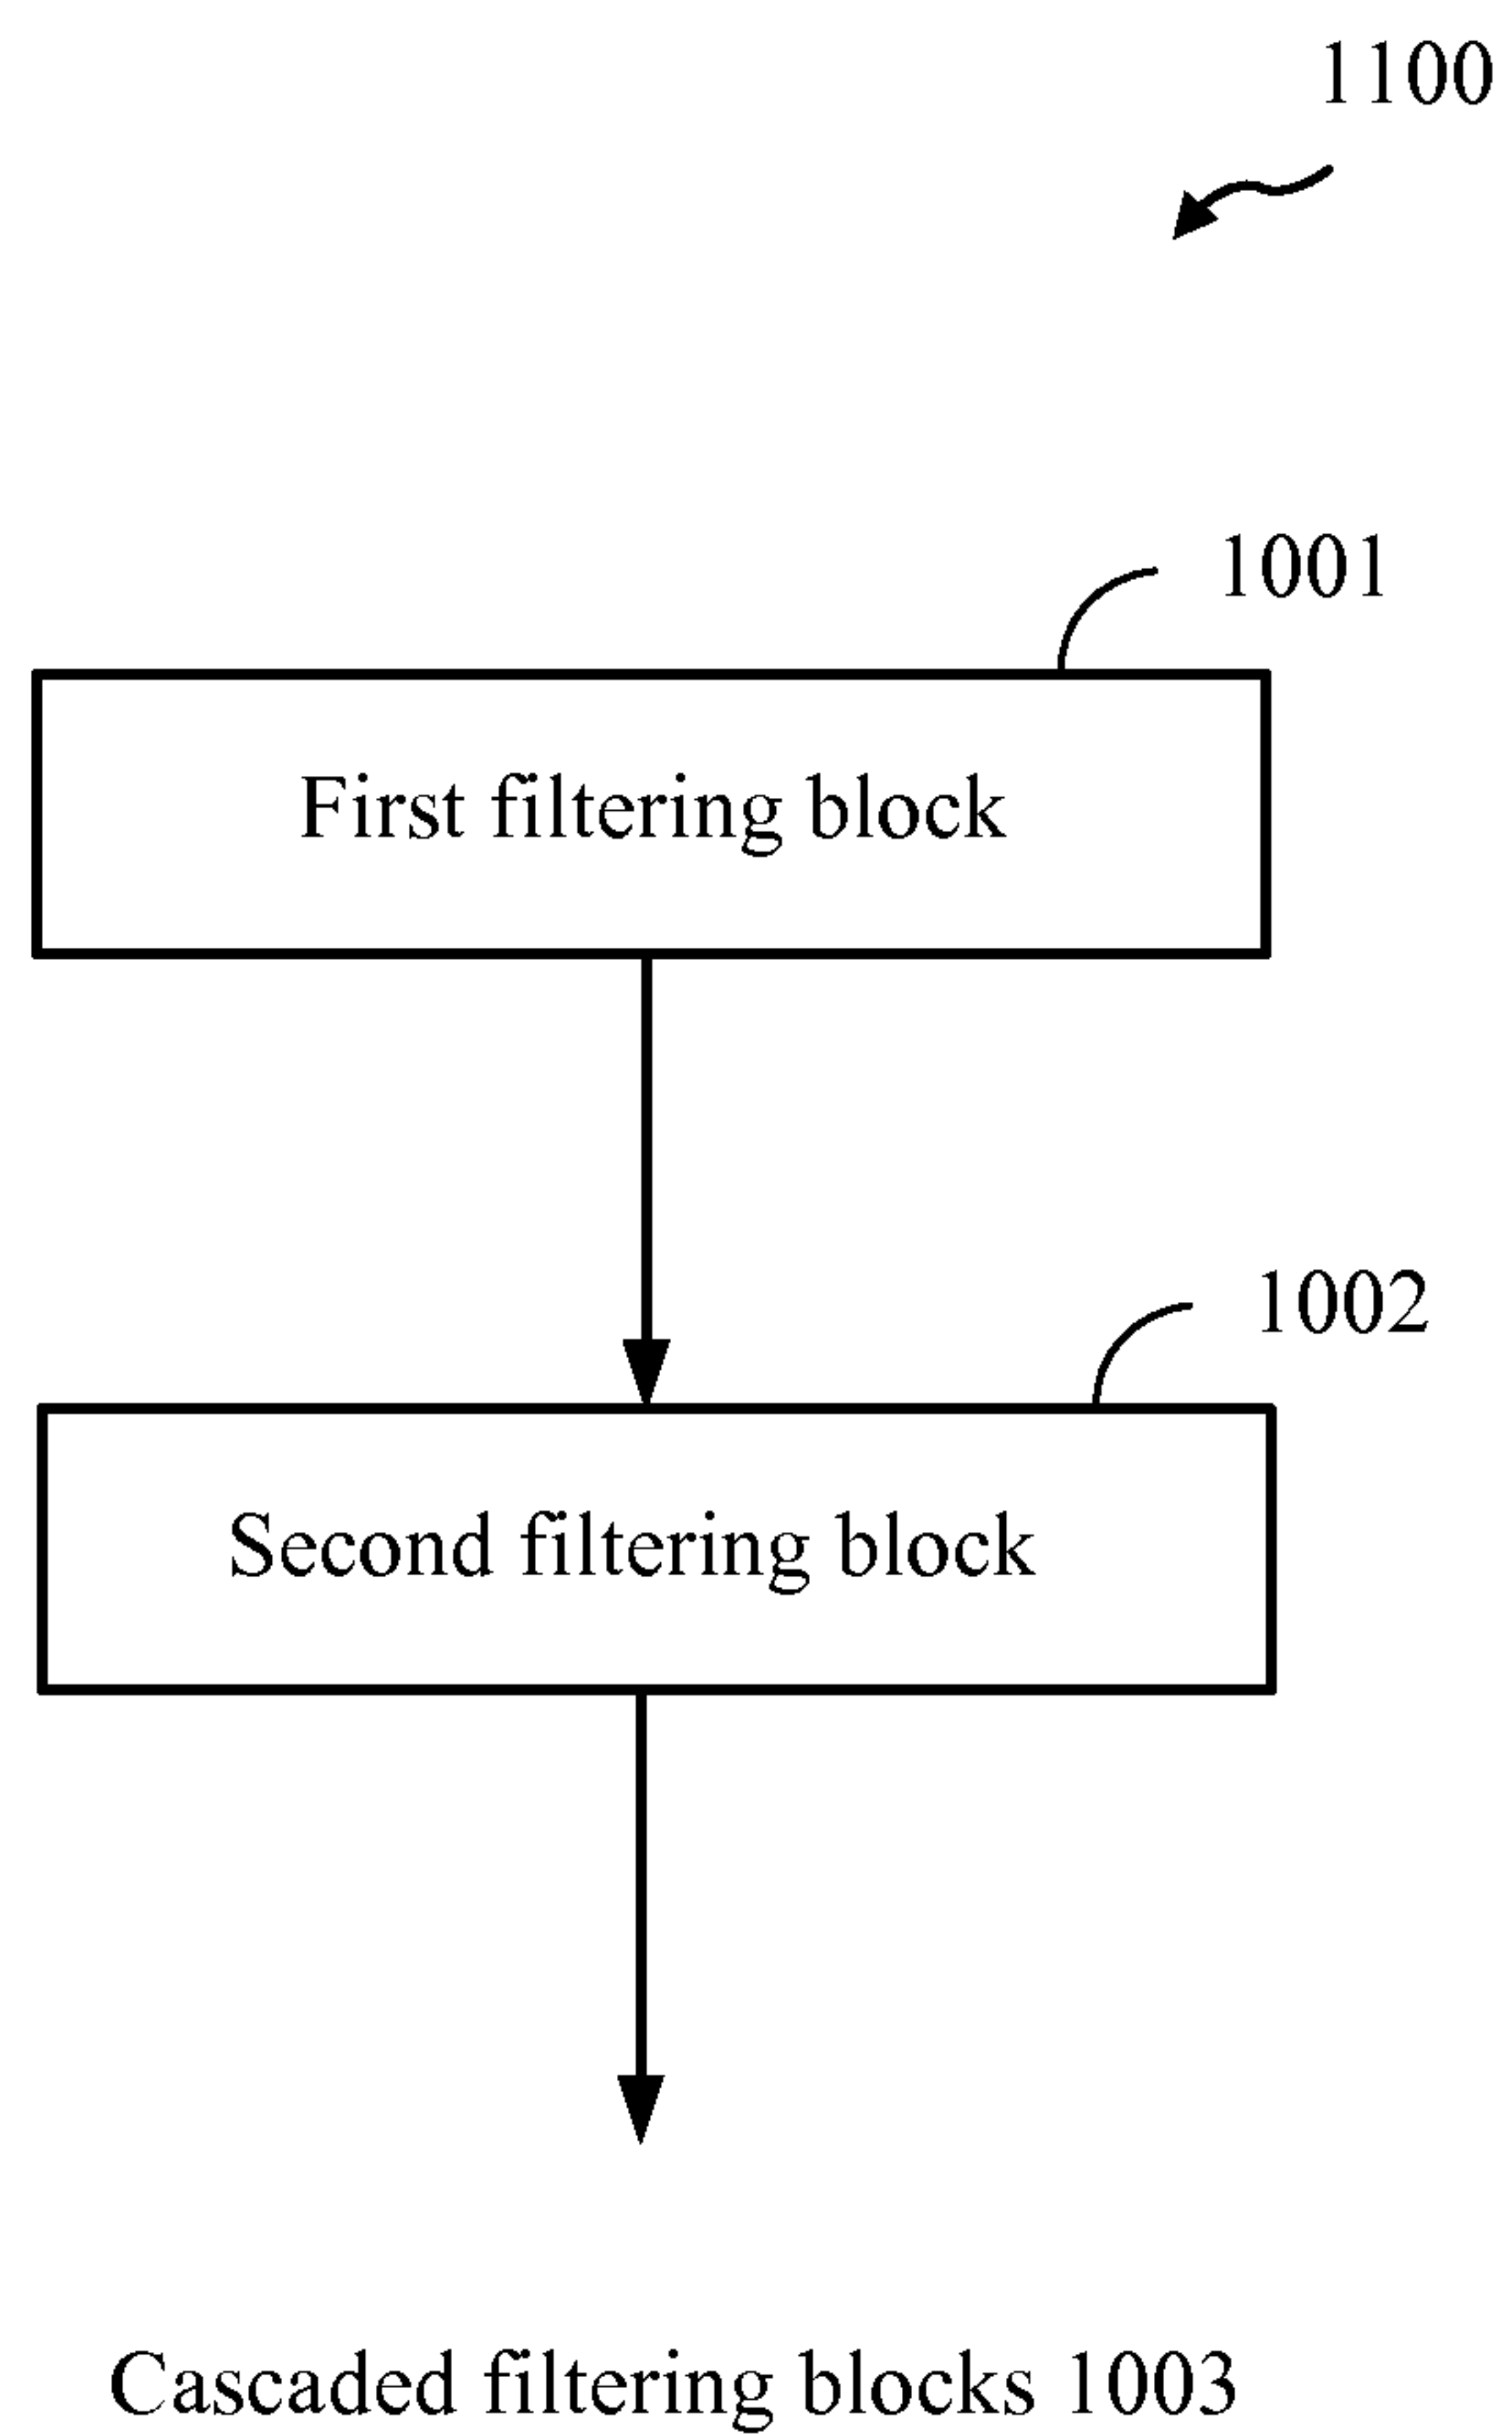 1100
1001
First filtering block
1002
Second filtering block
Cascaded filtering blocks 1003